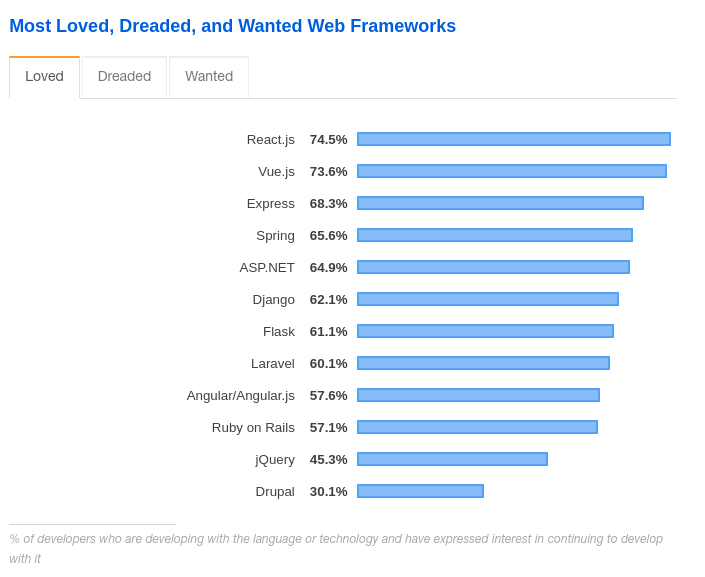 Most Loved, Dreaded, and Wanted Web Frameworks
Loved Dreaded Wanted
React.js 74.5%
Vue.js 73.6%
Express 68.3%
Spring 65.6%
ASP.NET 64.9%
Django 62.1%
Flask 61.1%
Laravel 60.1%
Angular/Angular.js 57.6%
Ruby on Rails 57.1%
jQuery 45.3%
Drupal 30.1%
% of developers who are developing with the language or technology and have expressed interest in continuing to develop
with it